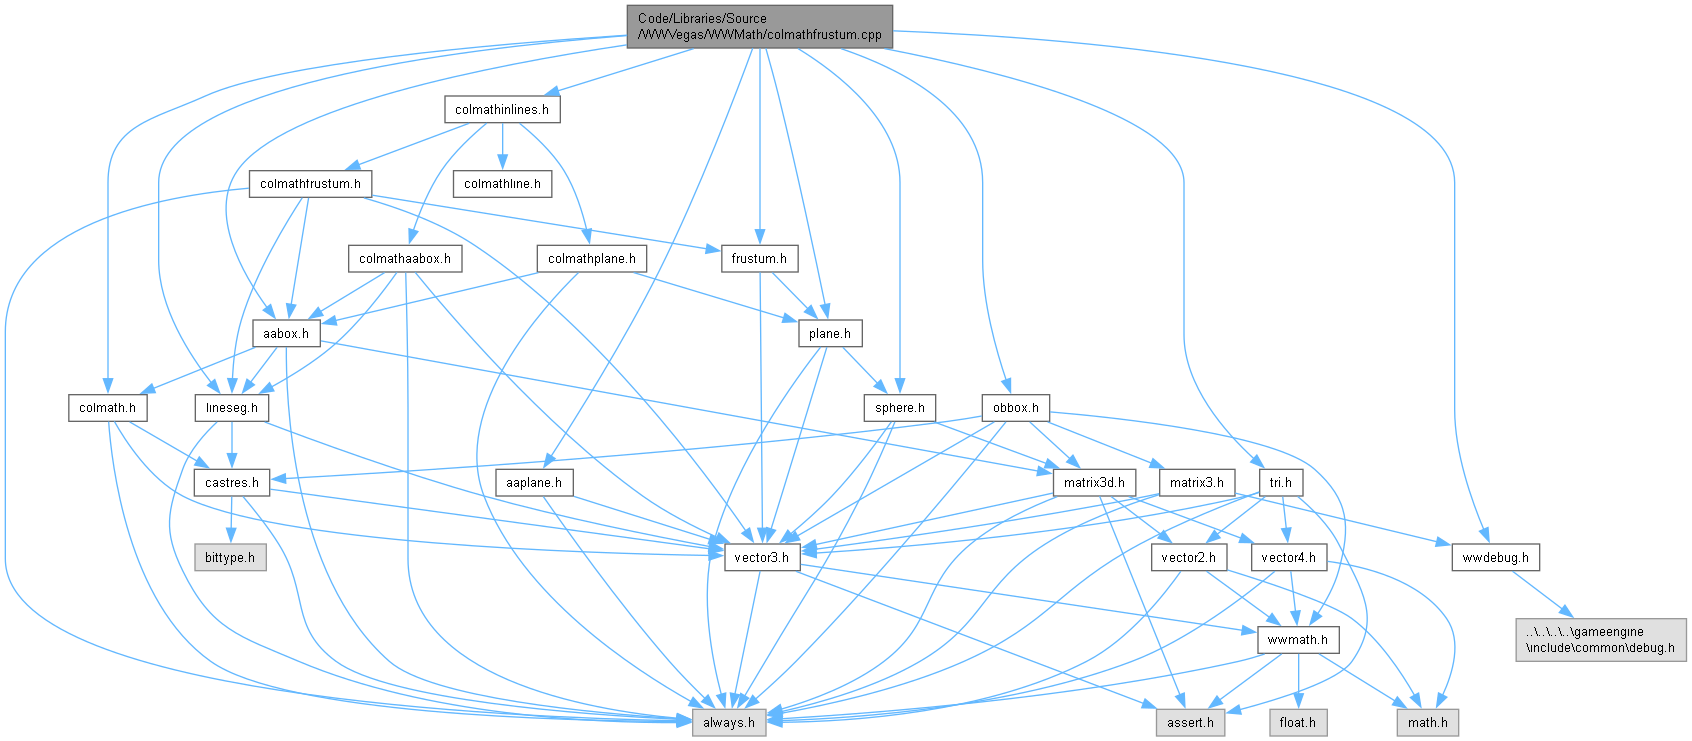 Code/Libraries/Source
/WWVegas/WWMath/colmathfrustum.cpp
colmathinlines.h
colmathfrustum.h
colmathline.h
colmathaabox.h
colmathplane.h
frustum.h
aabox.h
plane.h
colmath.h
lineseg.h
sphere.h
obbox.h
castres.h
aaplane.h
matrix3d.h
matrix3.h
tri.h
bittype.h
vector3.h
vector2.h
vector4.h
wwdebug.h
wwmath.h
..\..\..\..\gameengine
\include\common\debug.h
always.h
assert.h
float.h
math.h